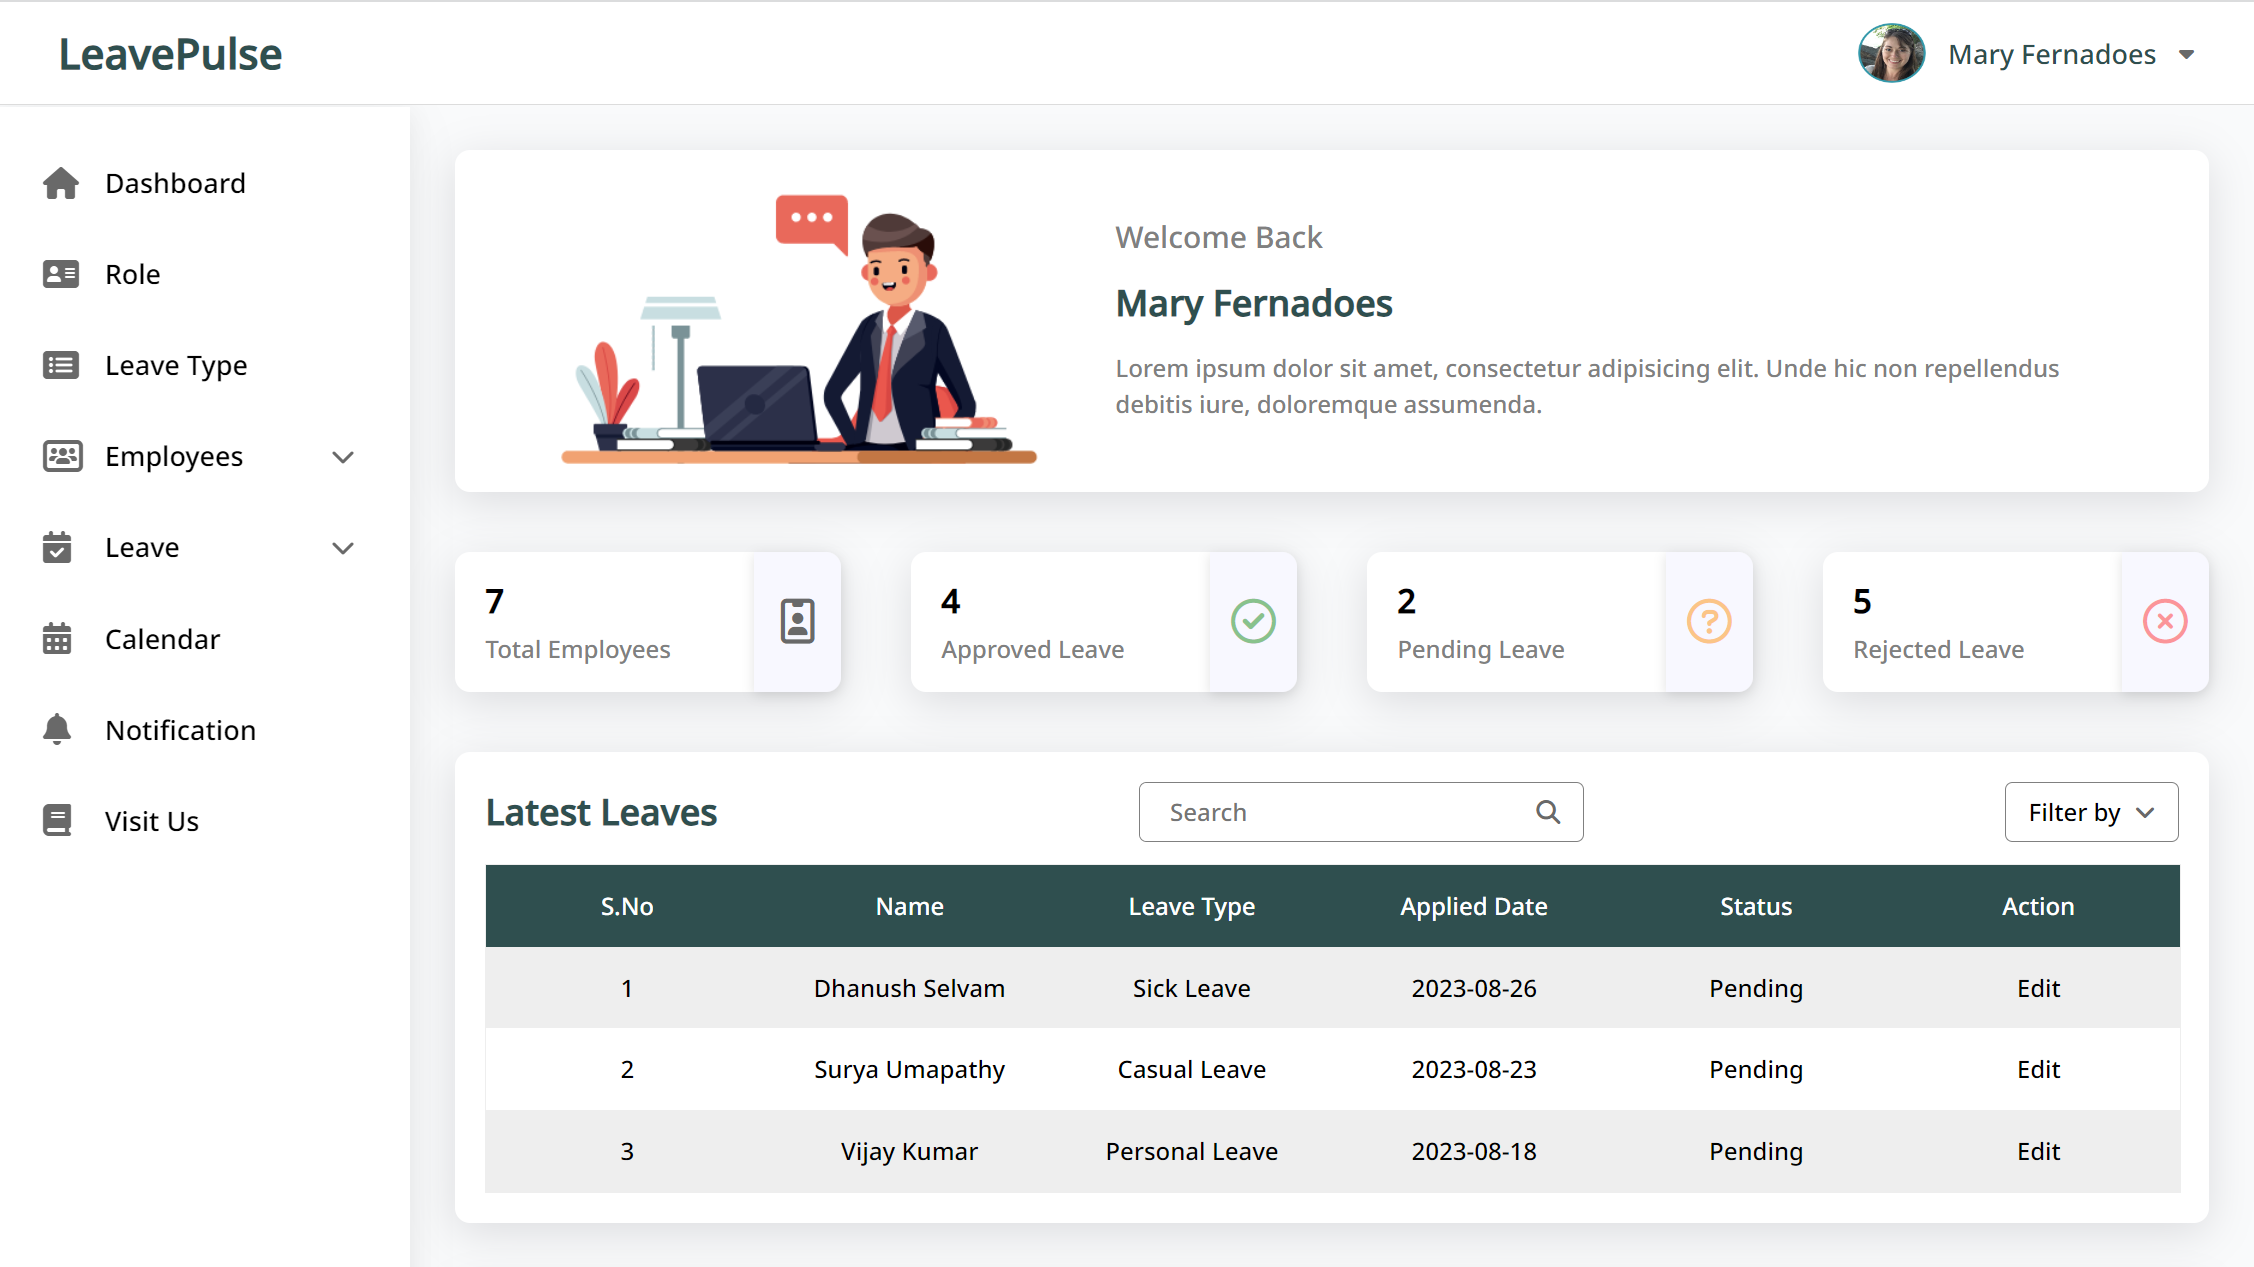 LeavePulse
Mary Fernadoes
Dashboard
Role
Leave Type
Employees
Leave
Calendar
Notification
Visit Us
Welcome Back
Mary Fernadoes
Lorem ipsum dolor sit amet, consectetur adipisicing elit. Unde hic non repellendus
debitis iure, doloremque assumenda.
7
Total Employees
4
Approved Leave
2
Pending Leave
5
Rejected Leave
Latest Leaves
Search
Filter by
S.No Name Leave Type Applied Date Status Action
1 Dhanush Selvam Sick Leave 2023-08-26 Pending Edit
2 Surya Umapathy Casual Leave 2023-08-23 Pending Edit
3 Vijay Kumar Personal Leave 2023-08-18 Pending Edit